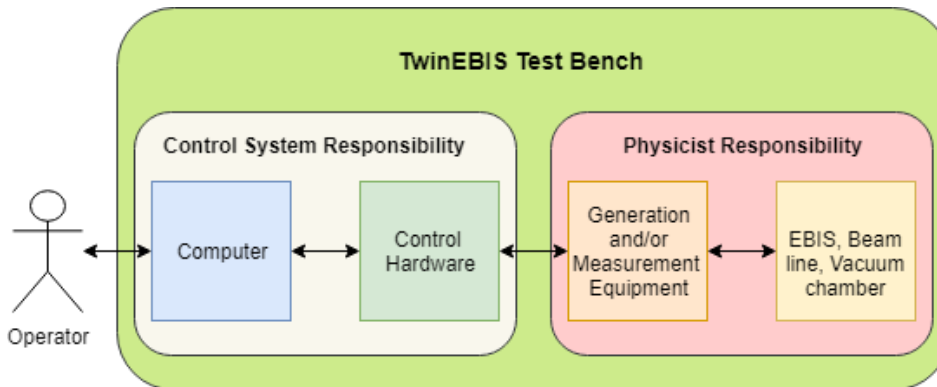 TwinEBIS Test Bench
Control System Responsibility
Physicist Responsibility
Computer
Control
Hardware
Generation
and/or
Measurement
Equipment
EBIS, Beam
line, Vacuum
chamber
Operator